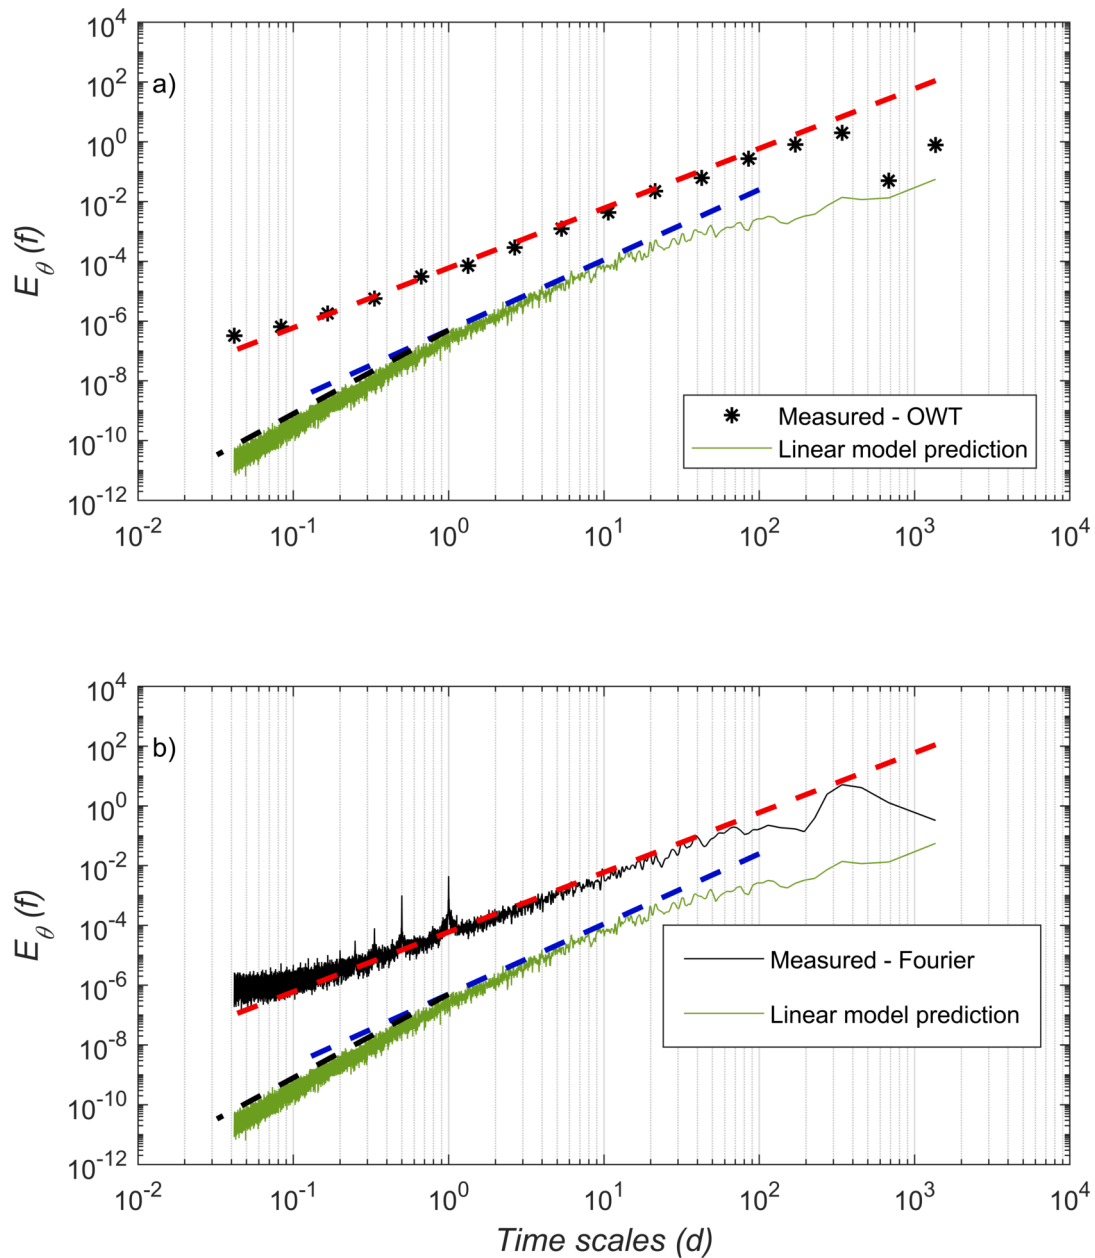 a)
10^4
10^2
10^0
10^-2
10^-4
10^-6
10^-8
10^-10
10^-12
E_θ (f)
Measured - OWT
Linear model prediction
10^-2 10^-1 10^0 10^1 10^2 10^3 10^4
b)
10^4
10^2
10^0
10^-2
10^-4
10^-6
10^-8
10^-10
10^-12
E_θ (f)
Measured - Fourier
Linear model prediction
10^-2 10^-1 10^0 10^1 10^2 10^3 10^4
Time scales (d)